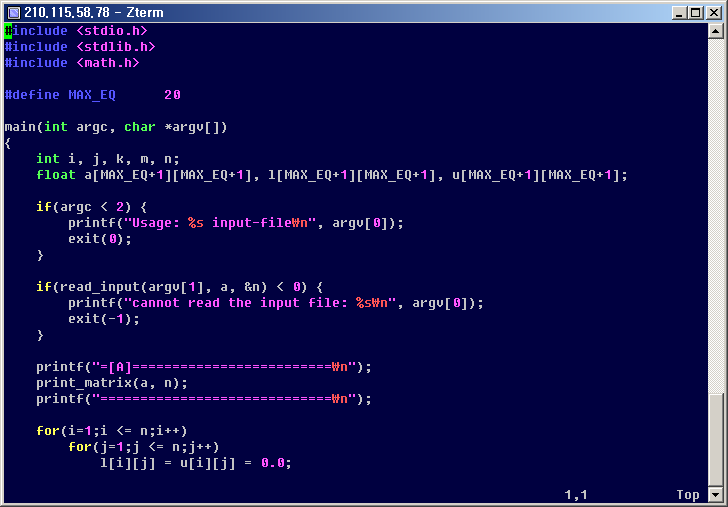 210.115.58.78 - Zterm
#include <stdio.h>
#include <stdlib.h>
#include <math.h>
#define MAX_EQ      20
main(int argc, char *argv[])
{
    int i, j, k, m, n;
    float a[MAX_EQ+1][MAX_EQ+1], l[MAX_EQ+1][MAX_EQ+1], u[MAX_EQ+1][MAX_EQ+1];
    if(argc < 2) {
        printf("Usage: %s input-file₩n", argv[0]);
        exit(0);
    }
    if(read_input(argv[1], a, &n) < 0) {
        printf("cannot read the input file: %s₩n", argv[0]);
        exit(-1);
    }
    printf("=[A]=========================₩n");
    print_matrix(a, n);
    printf("=============================₩n");
    for(i=1;i <= n;i++)
        for(j=1;j <= n;j++)
            l[i][j] = u[i][j] = 0.0;
1,1           Top